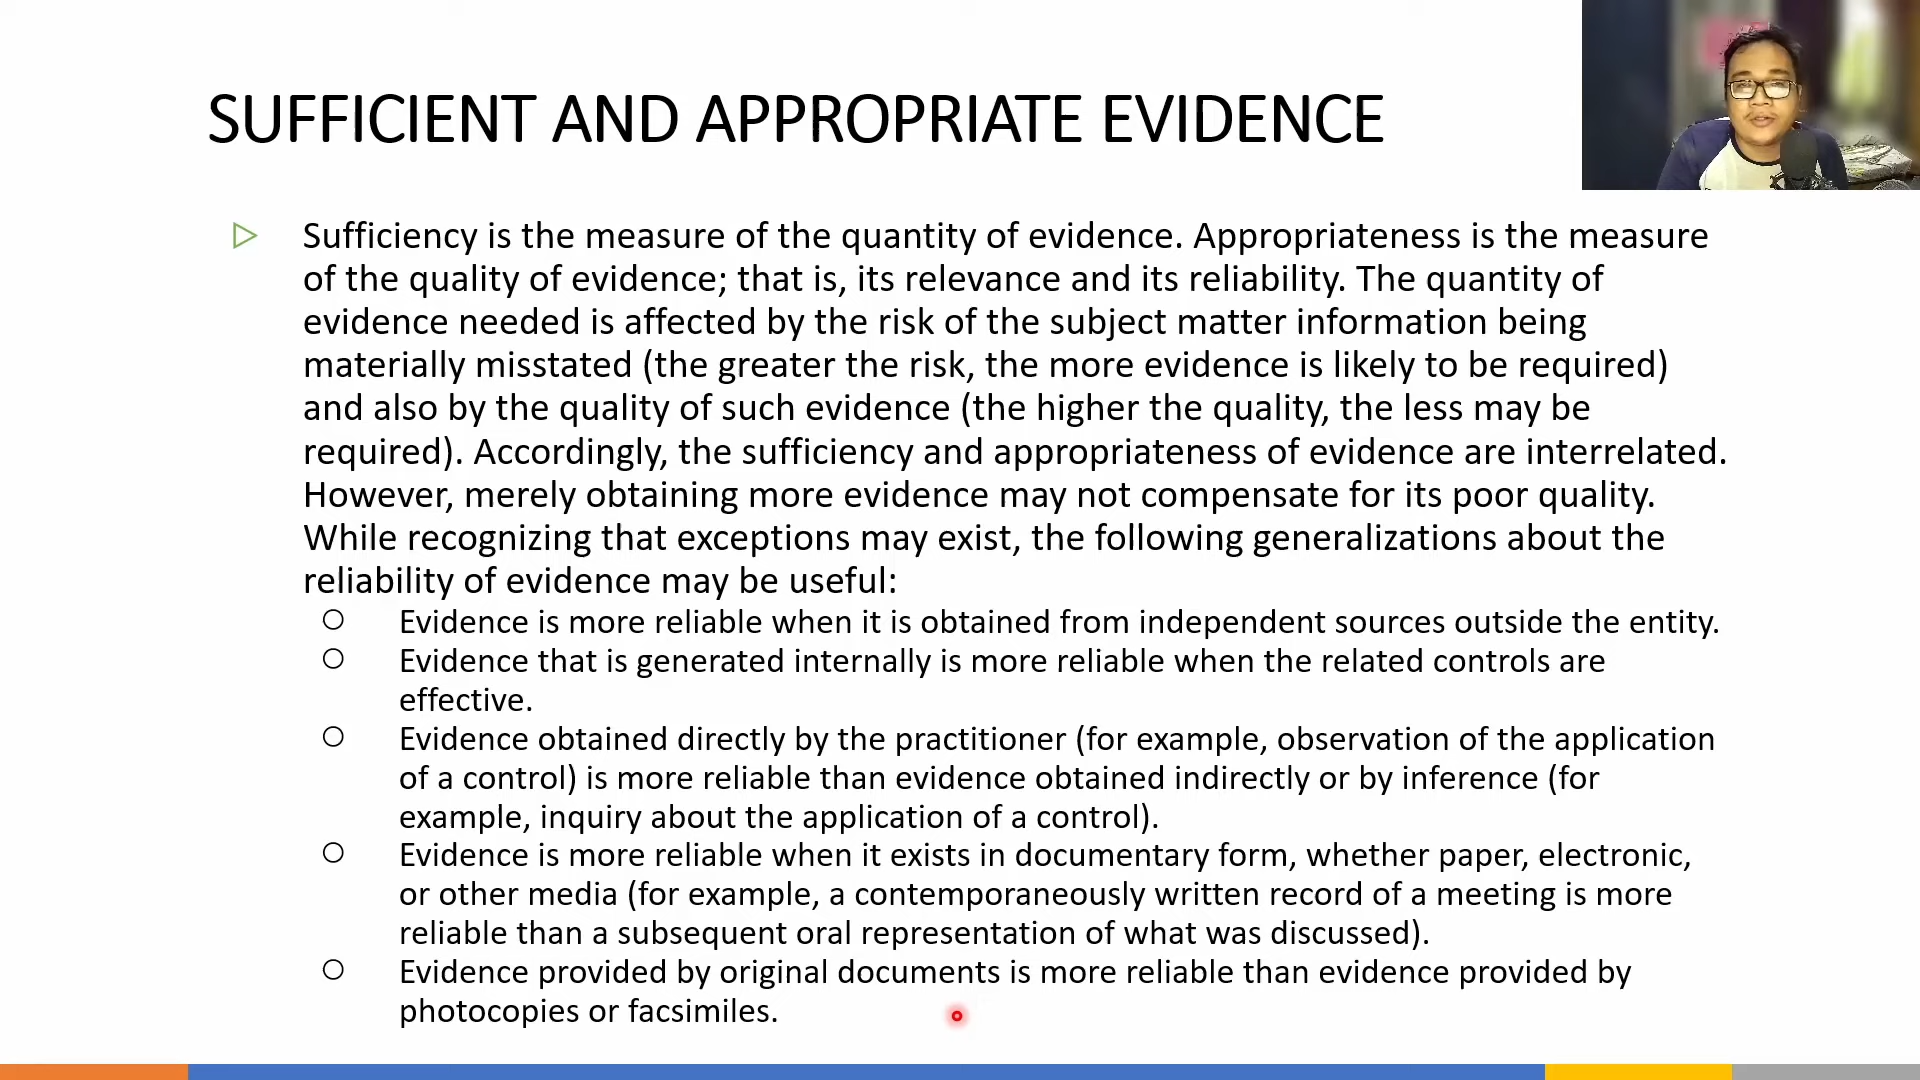 SUFFICIENT AND APPROPRIATE EVIDENCE
Sufficiency is the measure of the quantity of evidence. Appropriateness is the measure
of the quality of evidence; that is, its relevance and its reliability. The quantity of
evidence needed is affected by the risk of the subject matter information being
materially misstated (the greater the risk, the more evidence is likely to be required)
and also by the quality of such evidence (the higher the quality, the less may be
required). Accordingly, the sufficiency and appropriateness of evidence are interrelated.
However, merely obtaining more evidence may not compensate for its poor quality.
While recognizing that exceptions may exist, the following generalizations about the
reliability of evidence may be useful:
Evidence is more reliable when it is obtained from independent sources outside the entity.
Evidence that is generated internally is more reliable when the related controls are
effective.
Evidence obtained directly by the practitioner (for example, observation of the application
of a control) is more reliable than evidence obtained indirectly or by inference (for
example, inquiry about the application of a control).
Evidence is more reliable when it exists in documentary form, whether paper, electronic,
or other media (for example, a contemporaneously written record of a meeting is more
reliable than a subsequent oral representation of what was discussed).
Evidence provided by original documents is more reliable than evidence provided by
photocopies or facsimiles.